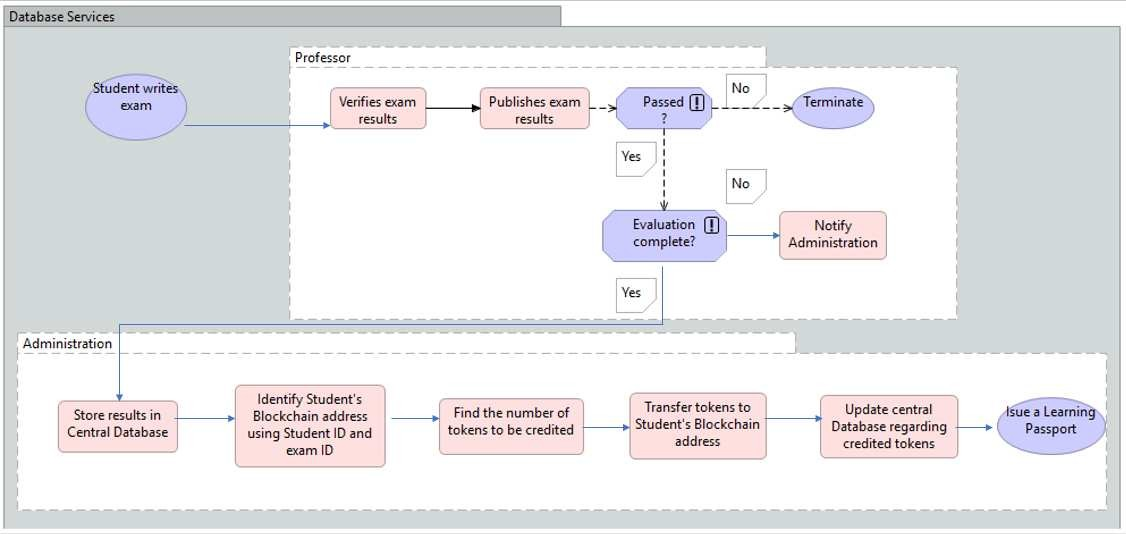 Database Services
Professor
Student writes
exam
Verifies exam
results
Publishes exam
results
Passed
?
No
Terminate
Yes
No
Evaluation
complete?
Notify
Administration
Yes
Administration
Store results in
Central Database
Identify Student's
Blockchain address
using Student ID and
exam ID
Find the number of
tokens to be credited
Transfer tokens to
Student's Blockchain
address
Update central
Database regarding
credited tokens
Isue a Learning
Passport